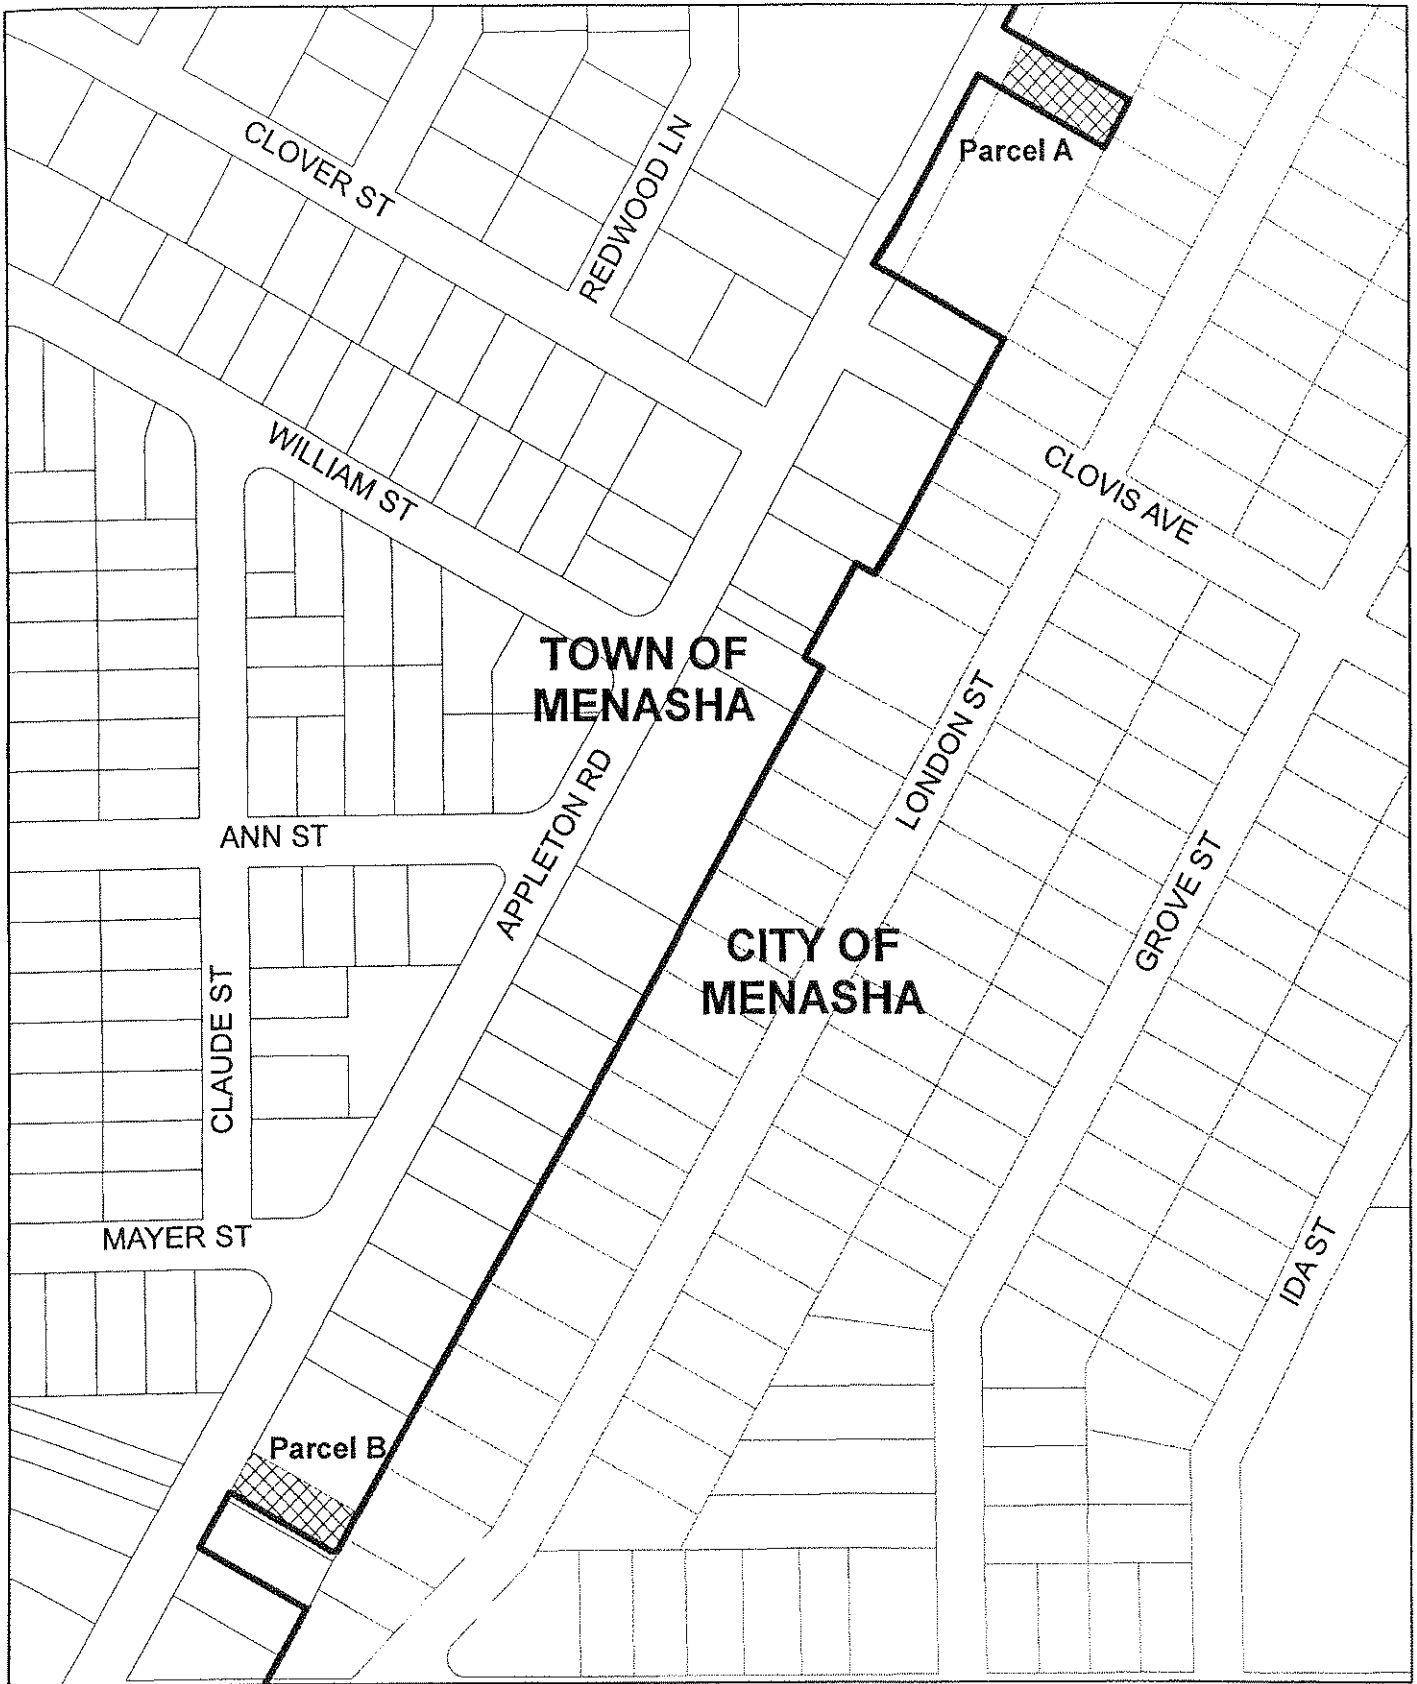 Parcel A
CLOVER ST
REDWOOD LN
WILLIAM ST
CLOVIS AVE
TOWN OF
MENASHA
LONDON ST
APPLETON RD
ANN ST
GROVE ST
CITY OF
MENASHA
CLAUDE ST
MAYER ST
IDA ST
Parcel B